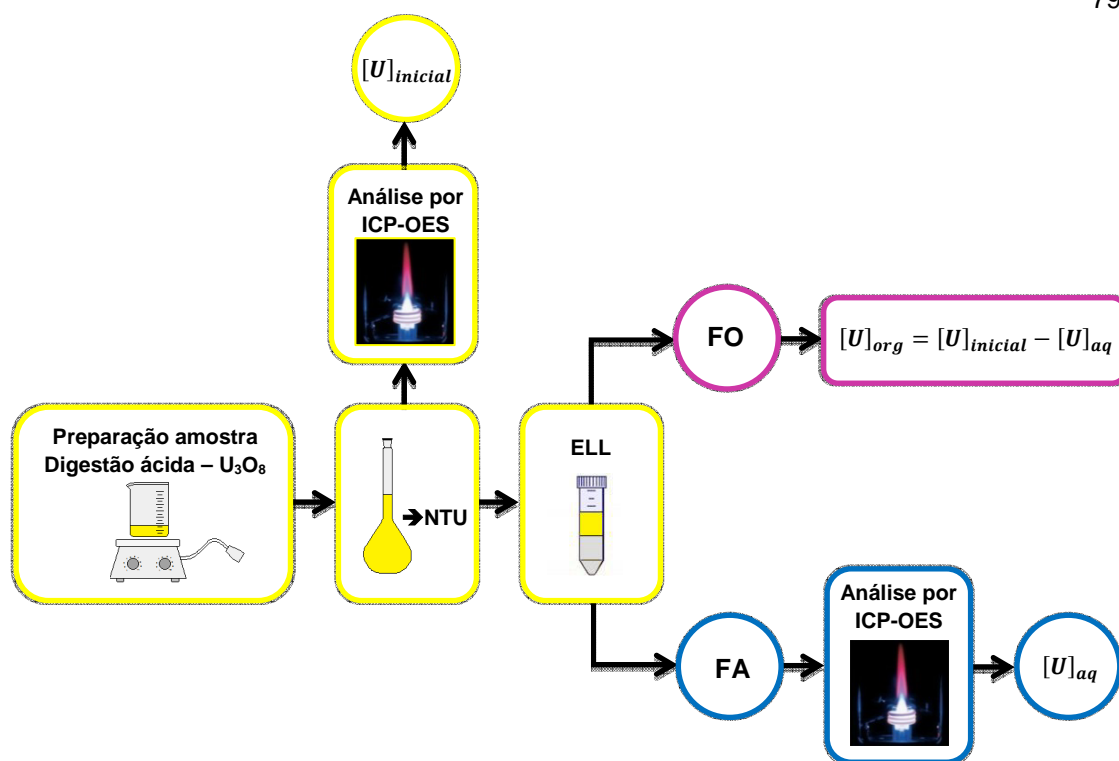 79
[U]inicial
Análise por
ICP-OES
FO
[U]org = [U]inicial − [U]aq
Preparação amostra
Digestão ácida – U₃O₈
➔NTU
ELL
FA
Análise por
ICP-OES
[U]aq